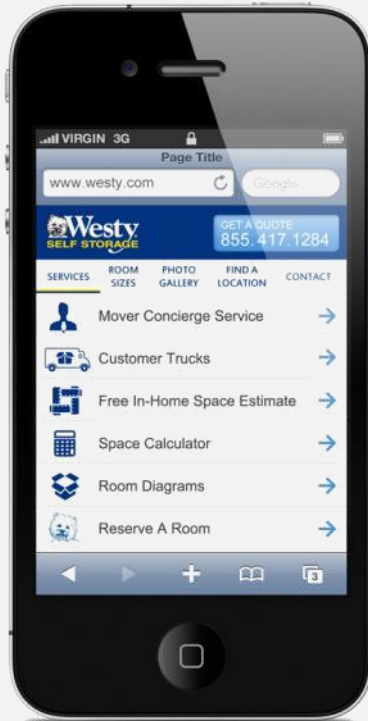 VIRGIN 3G
Page Title
www.westy.com
Google
Westy
SELF STORAGE
GET A QUOTE
855.417.1284
SERVICES
ROOM SIZES
PHOTO GALLERY
FIND A LOCATION
CONTACT
Mover Concierge Service
Customer Trucks
Free In-Home Space Estimate
Space Calculator
Room Diagrams
Reserve A Room
3